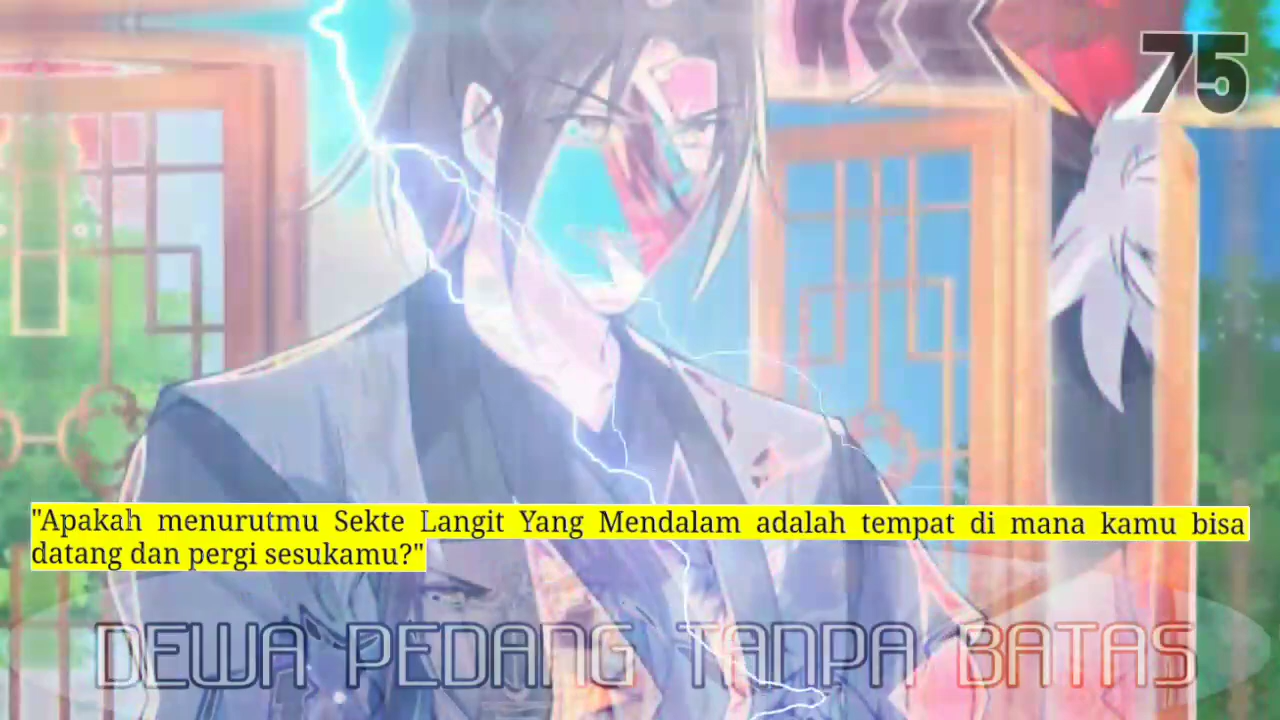 75
"Apakah menurutmu Sekte Langit Yang Mendalam adalah tempat di mana kamu bisa
datang dan pergi sesukamu?"
DEWA PEDANG TANPA BATAS